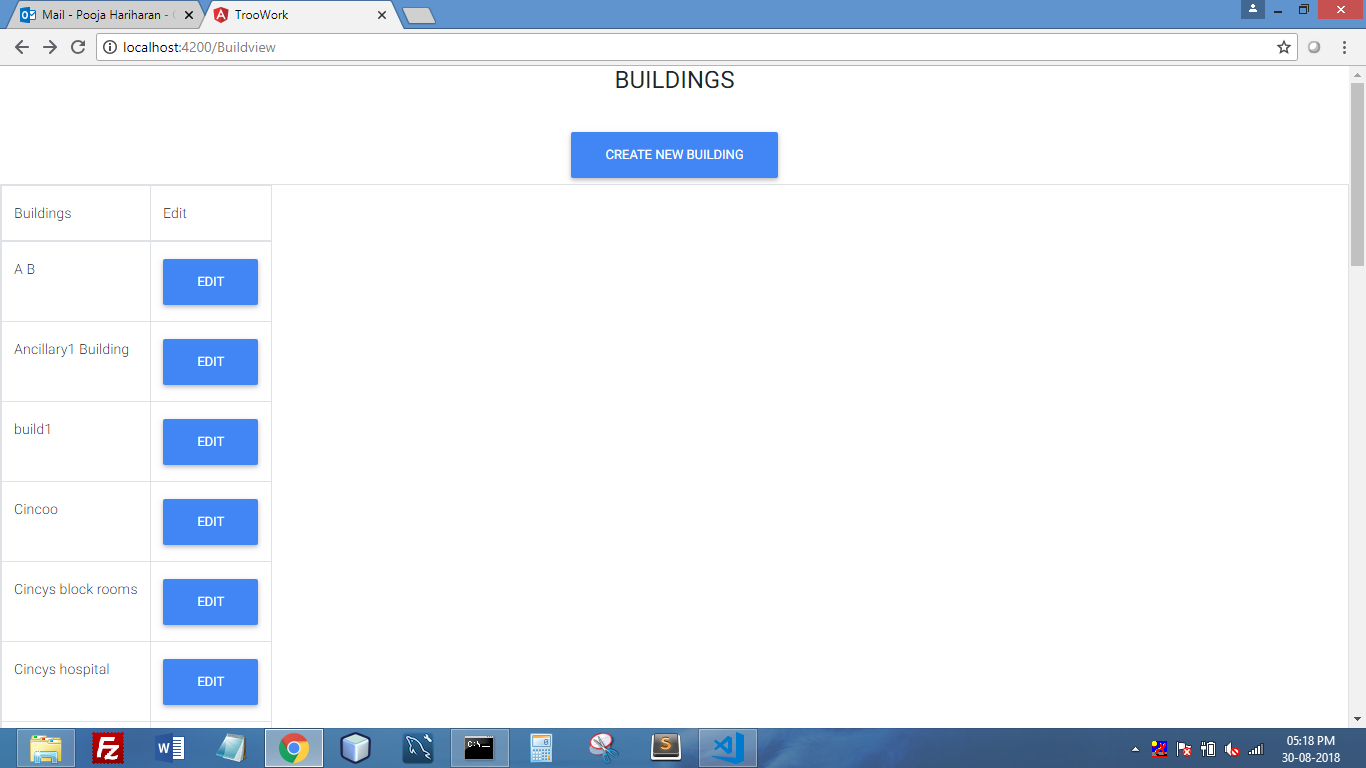 Mail - Pooja Hariharan -
TrooWork
localhost:4200/Buildview
BUILDINGS
CREATE NEW BUILDING
Buildings Edit
A B EDIT
Ancillary1 Building EDIT
build1 EDIT
Cincoo EDIT
Cincys block rooms EDIT
Cincys hospital EDIT
05:18 PM
30-08-2018